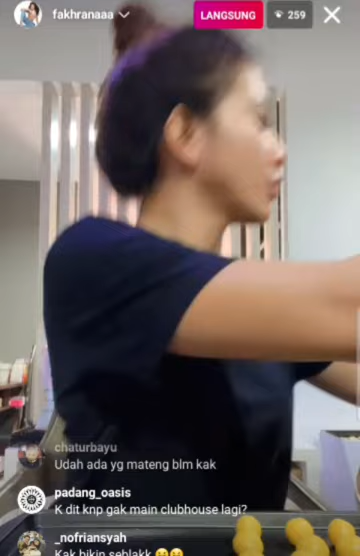 fakhranaaa
LANGSUNG
259
chaturbayu
Udah ada yg mateng blm kak
padang_oasis
K dit knp gak main clubhouse lagi?
_nofriansyah
Kak bikin seblakk 😀😀